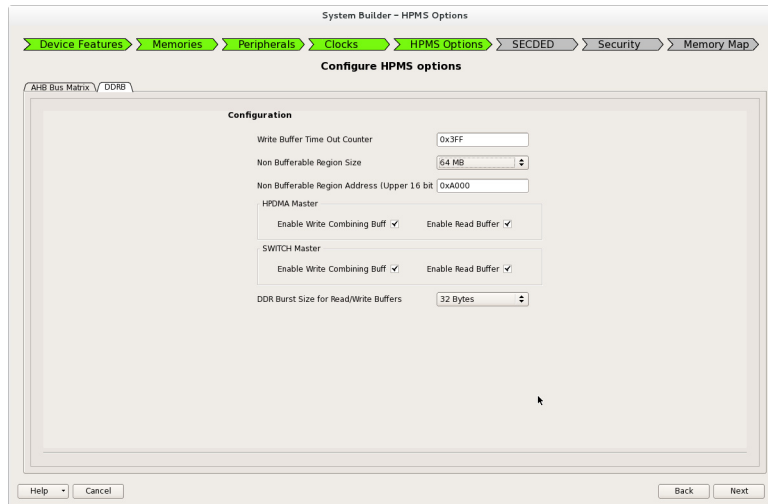 System Builder – HPMS Options
Device Features Memories Peripherals Clocks HPMS Options SECDED Security Memory Map
Configure HPMS options
AHB Bus Matrix DDRB
Configuration
Write Buffer Time Out Counter 0x3FF
Non Bufferable Region Size 64 MB
Non Bufferable Region Address (Upper 16 bit 0xA000
HPDMA Master
Enable Write Combining Buff Enable Read Buffer
SWITCH Master
Enable Write Combining Buff Enable Read Buffer
DDR Burst Size for Read/Write Buffers 32 Bytes
Help Cancel Back Next